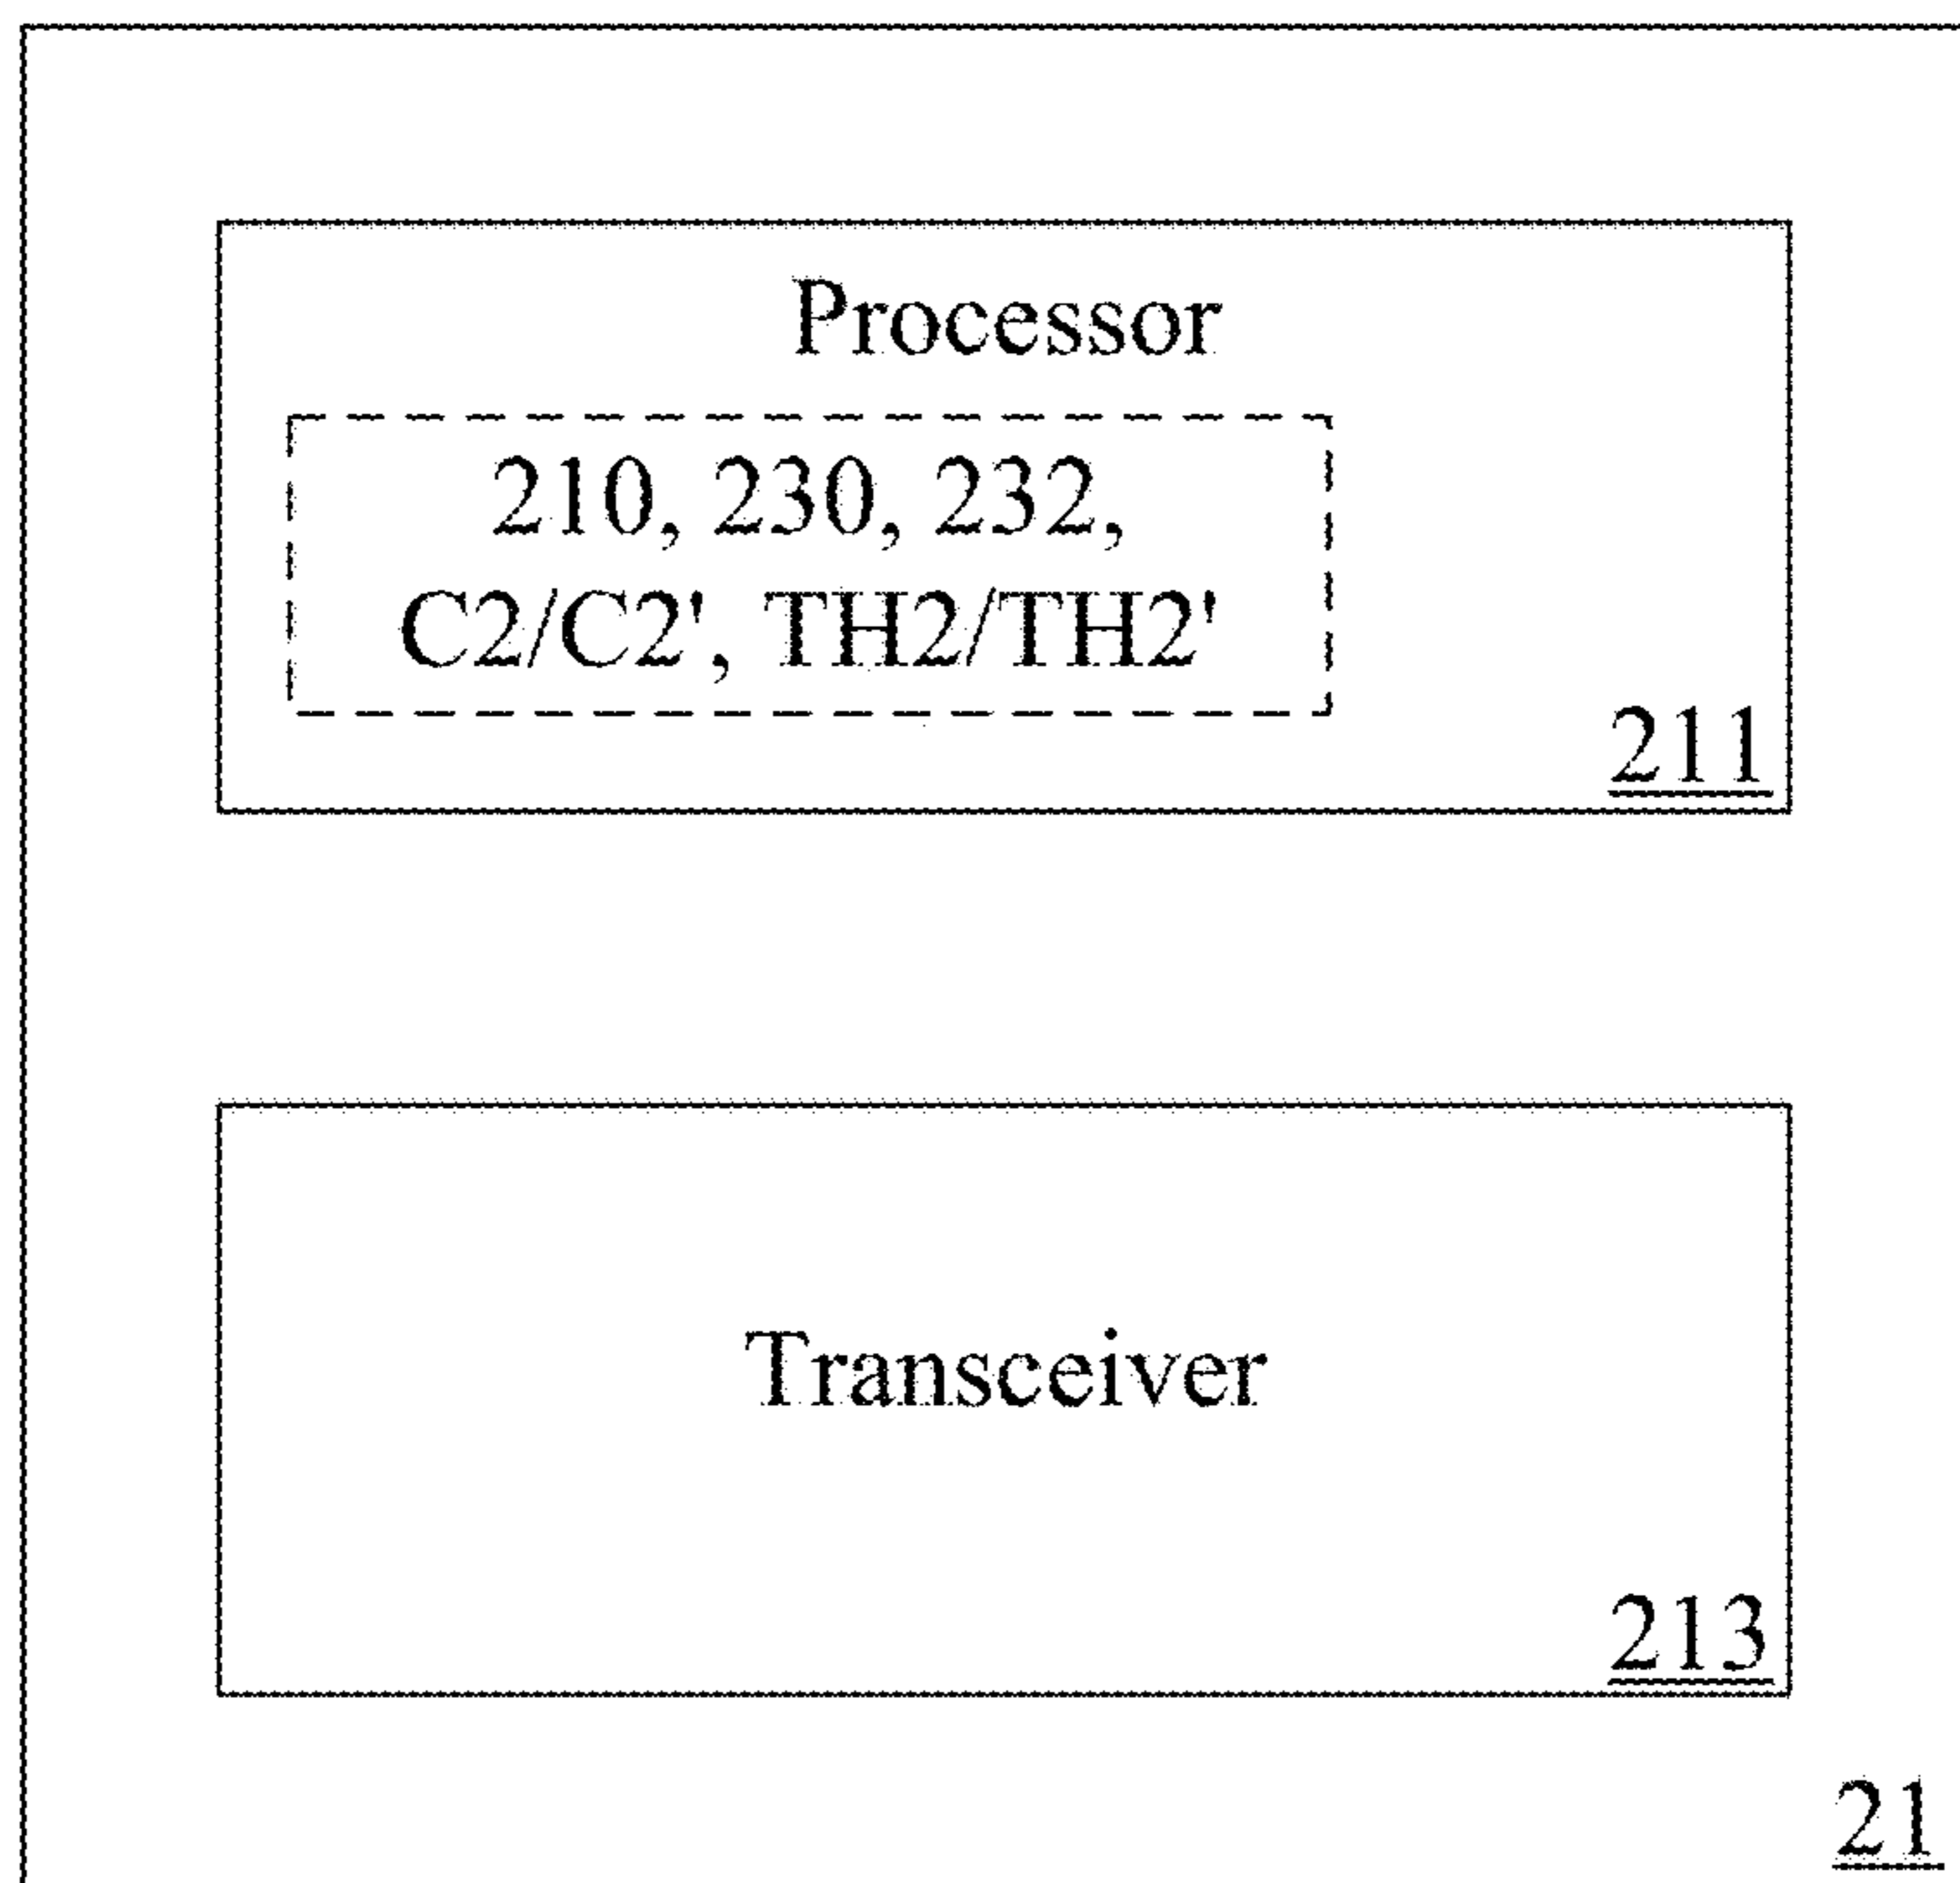 Processor
210, 230, 232,
C2/C2', TH2/TH2'
211
Transceiver
213
21